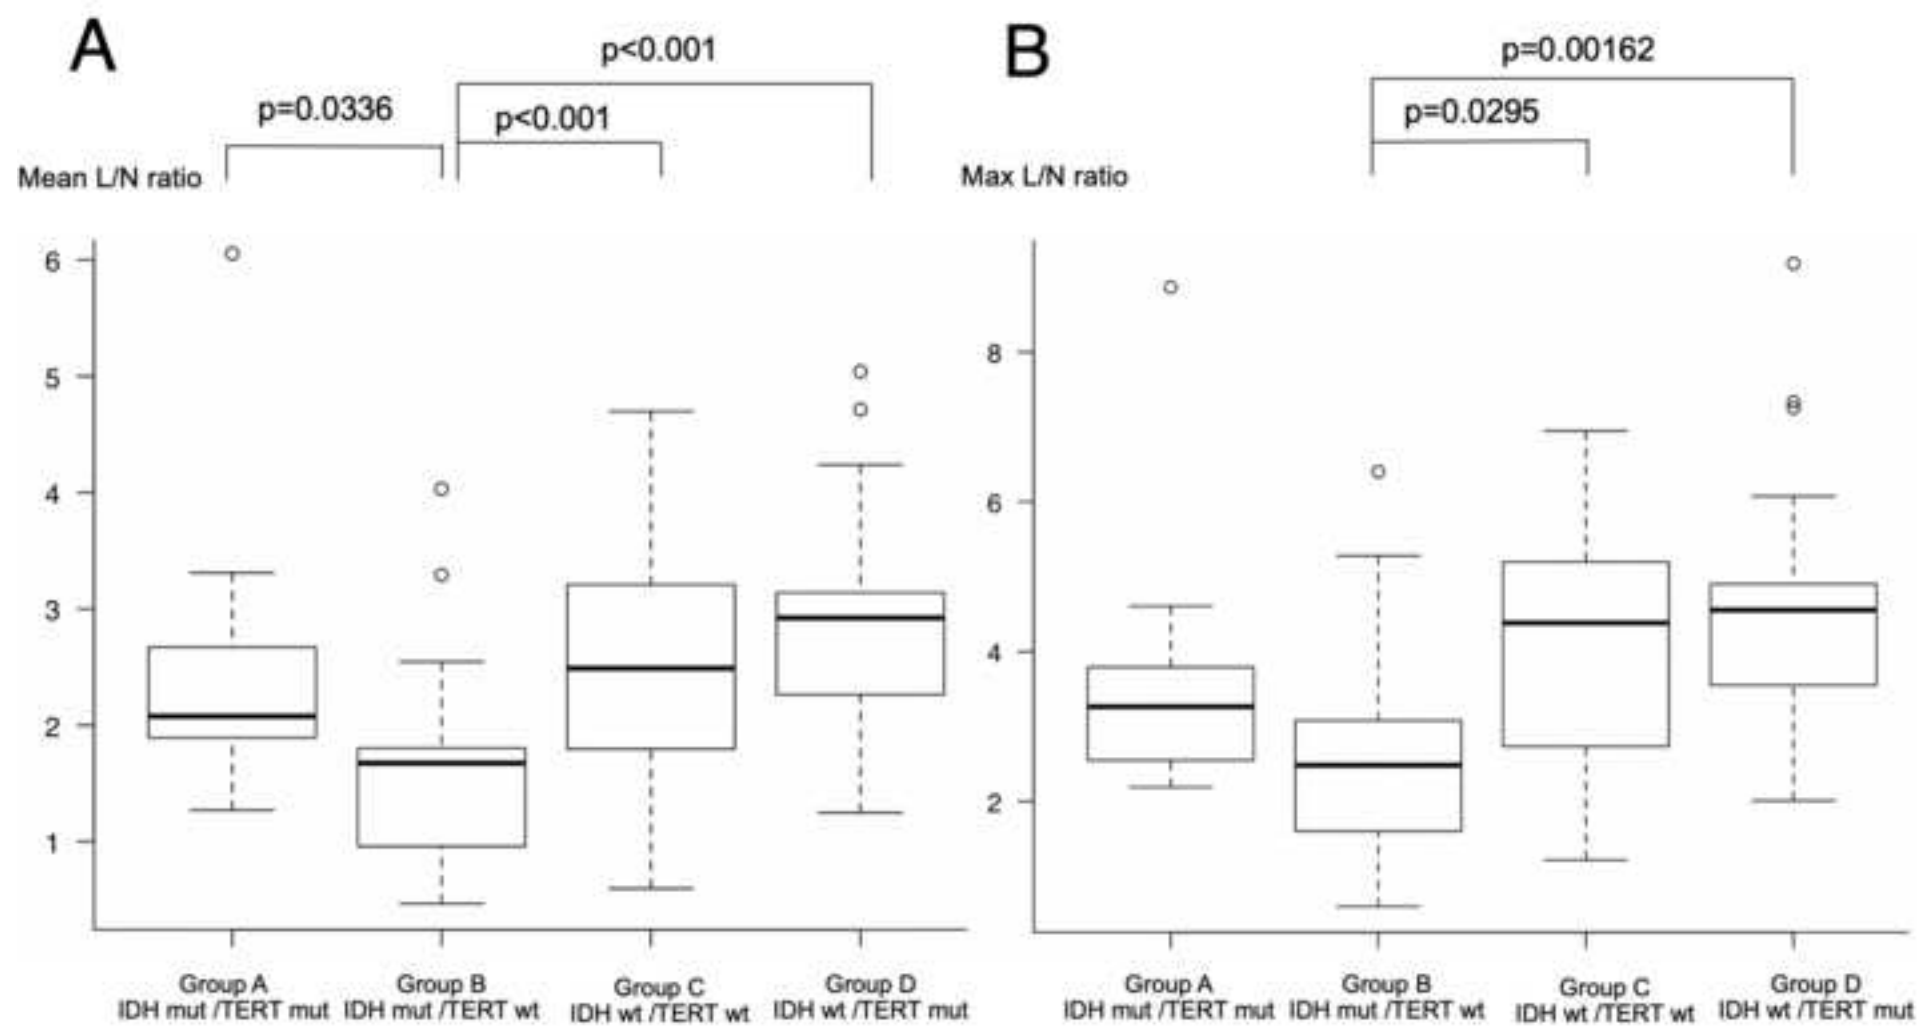 A
p<0.001
p=0.0336
p<0.001
Mean L/N ratio
6
5
4
3
2
1
Group A
IDH mut /TERT mut
Group B
IDH mut /TERT wt
Group C
IDH wt /TERT wt
Group D
IDH wt /TERT mut
B
p=0.00162
p=0.0295
Max L/N ratio
8
6
4
2
Group A
IDH mut /TERT mut
Group B
IDH mut /TERT wt
Group C
IDH wt /TERT wt
Group D
IDH wt /TERT mut